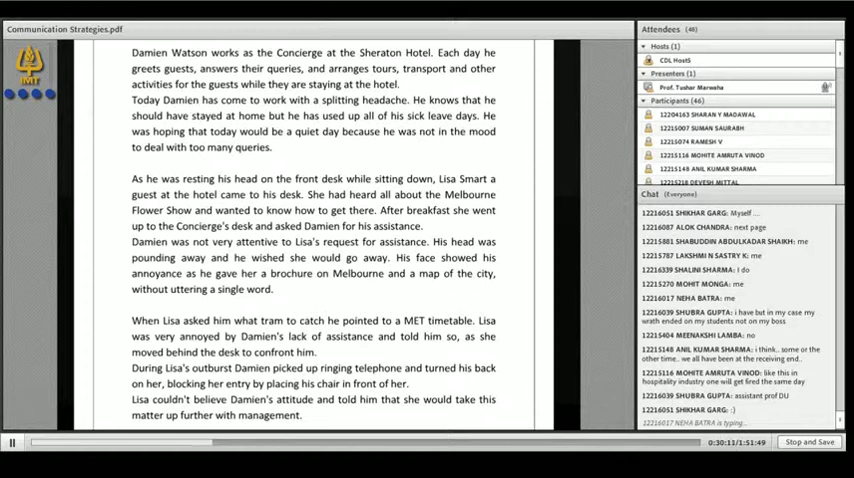 Communication Strategies.pdf
IMT
Damien Watson works as the Concierge at the Sheraton Hotel. Each day he
greets guests, answers their queries, and arranges tours, transport and other
activities for the guests while they are staying at the hotel.
Today Damien has come to work with a splitting headache. He knows that he
should have stayed at home but he has used up all of his sick leave days. He
was hoping that today would be a quiet day because he was not in the mood
to deal with too many queries.
As he was resting his head on the front desk while sitting down, Lisa Smart a
guest at the hotel came to his desk. She had heard all about the Melbourne
Flower Show and wanted to know how to get there. After breakfast she went
up to the Concierge's desk and asked Damien for his assistance.
Damien was not very attentive to Lisa's request for assistance. His head was
pounding away and he wished she would go away. His face showed his
annoyance as he gave her a brochure on Melbourne and a map of the city,
without uttering a single word.
When Lisa asked him what tram to catch he pointed to a MET timetable. Lisa
was very annoyed by Damien's lack of assistance and told him so, as she
moved behind the desk to confront him.
During Lisa's outburst Damien picked up ringing telephone and turned his back
on her, blocking her entry by placing his chair in front of her.
Lisa couldn't believe Damien's attitude and told him that she would take this
matter up further with management.
Attendees (48)
Hosts (1)
CDL Host5
Presenters (1)
Prof. Tushar Marwaha
Participants (46)
12204163 SHARAN Y MADAWAL
12215007 SUMAN SAURABH
12215074 RAMESH V
12215116 MOHITE AMRUTA VINOD
12215148 ANIL KUMAR SHARMA
12215218 DEVESH MITTAL
Chat (Everyone)
12216051 SHIKHAR GARG: Myself ...
12216087 ALOK CHANDRA: next page
12215881 SHABUDDIN ABDULKADAR SHAIKH: me
12215787 LAKSHMI N SASTRY K: me
12216339 SHALINI SHARMA: I do
12215270 MOHIT MONGA: me
12216017 NEHA BATRA: me
12216039 SHUBRA GUPTA: i have but in my case my
wrath ended on my students not on my
boss
12215404 MEENAKSHI LAMBA: no
12215148 ANIL KUMAR SHARMA: i think.. some or the
other time.. we all have been at the receiving end..
12215116 MOHITE AMRUTA VINOD: like this in
hospitality industry one will get fired the same
day
12216039 SHUBRA GUPTA: assistant prof DU
12216051 SHIKHAR GARG: :)
12216017 NEHA BATRA is typing...
0:30:11/1:51:49
Stop and Save